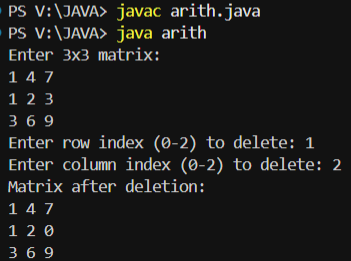 PS V:\JAVA> javac arith.java
PS V:\JAVA> java arith
Enter 3x3 matrix:
1 4 7
1 2 3
3 6 9
Enter row index (0-2) to delete: 1
Enter column index (0-2) to delete: 2
Matrix after deletion:
1 4 7
1 2 0
3 6 9